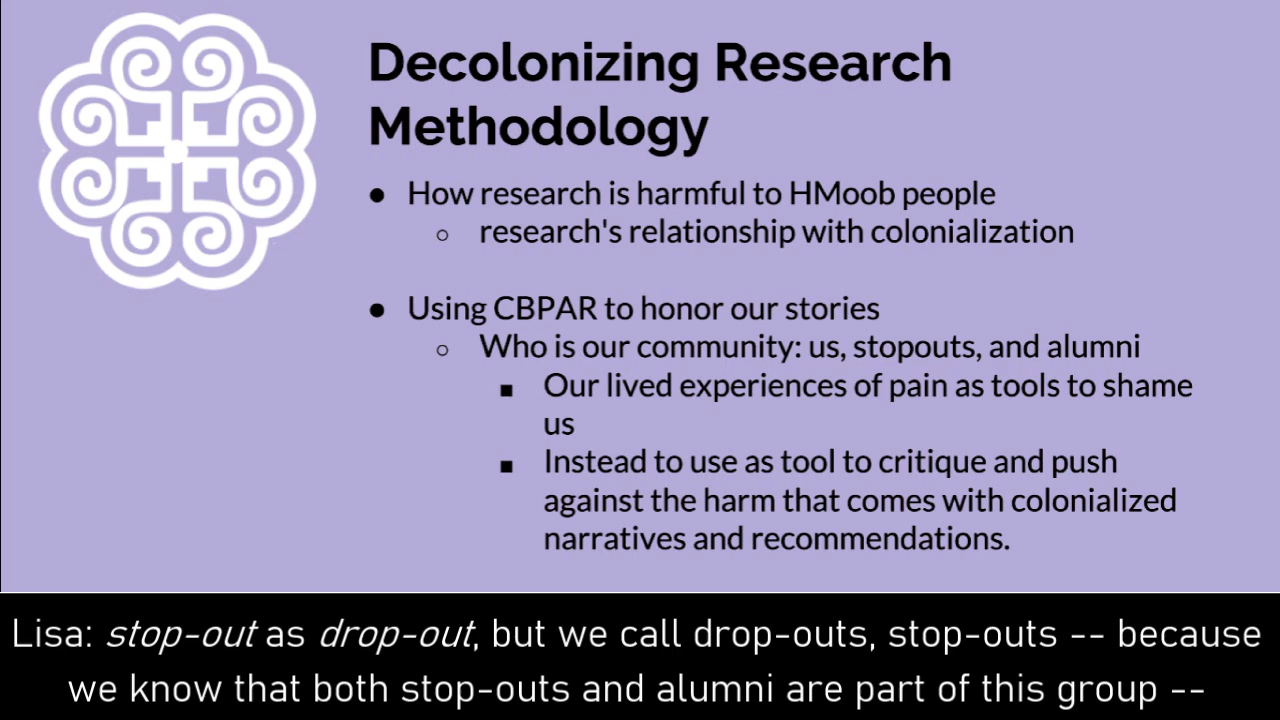 Decolonizing Research
Methodology
● How research is harmful to HMoob people
○ research's relationship with colonialization
● Using CBPAR to honor our stories
○ Who is our community: us, stopouts, and alumni
■ Our lived experiences of pain as tools to shame
us
■ Instead to use as tool to critique and push
against the harm that comes with colonialized
narratives and recommendations.
Lisa: stop-out as drop-out, but we call drop-outs, stop-outs -- because
we know that both stop-outs and alumni are part of this group --